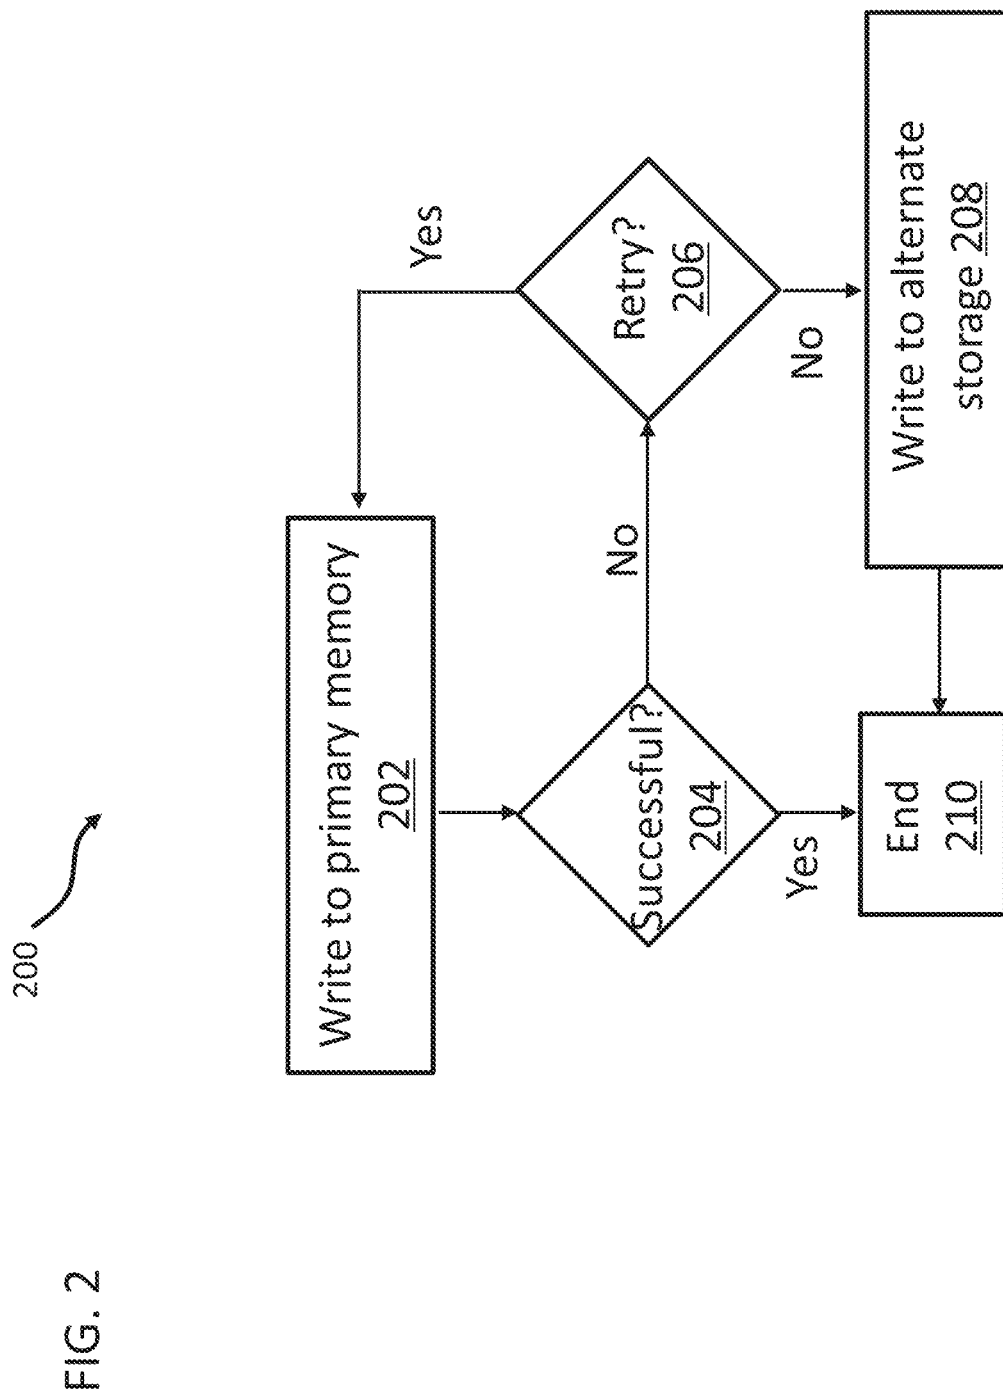 FIG. 2
200
Write to primary memory
202
Yes
Successful?
204
No
Retry?
206
Yes
No
End
210
Write to alternate
storage 208